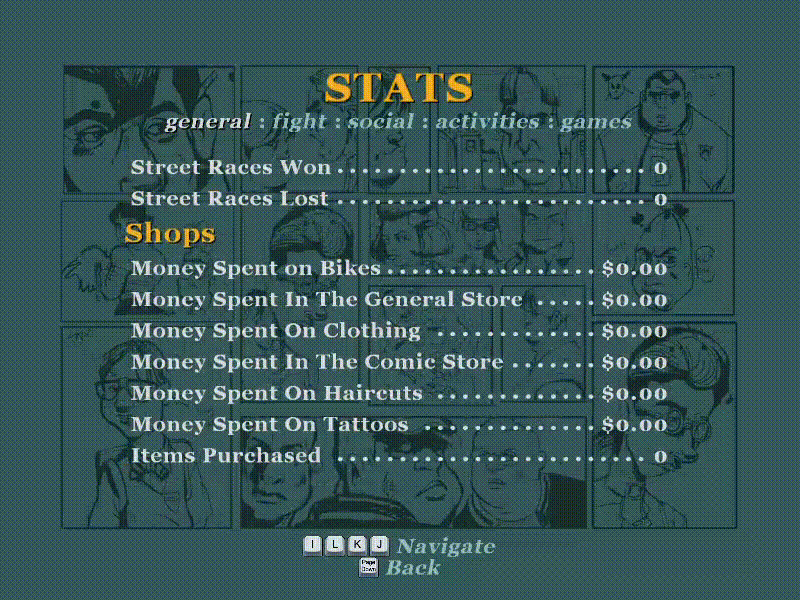 STATS
general : fight : social : activities : games
Street Races Won . . . . . . . . . . . . . . . . . . . . . . . . . 0
Street Races Lost . . . . . . . . . . . . . . . . . . . . . . . . . 0
Shops
Money Spent on Bikes . . . . . . . . . . . . . . . . . $0.00
Money Spent In The General Store . . . . . $0.00
Money Spent On Clothing . . . . . . . . . . . . . $0.00
Money Spent In The Comic Store . . . . . . . $0.00
Money Spent On Haircuts . . . . . . . . . . . . . $0.00
Money Spent On Tattoos . . . . . . . . . . . . . . $0.00
Items Purchased . . . . . . . . . . . . . . . . . . . . . . . . . 0
I L K J Navigate
Page Down Back